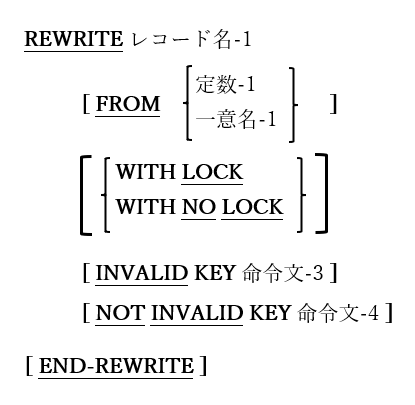 REWRITE レコード名-1
[ FROM { 定数-1
一意名-1 } ]
[ { WITH LOCK
WITH NO LOCK } ]
[ INVALID KEY 命令文-3 ]
[ NOT INVALID KEY 命令文-4 ]
[ END-REWRITE ]